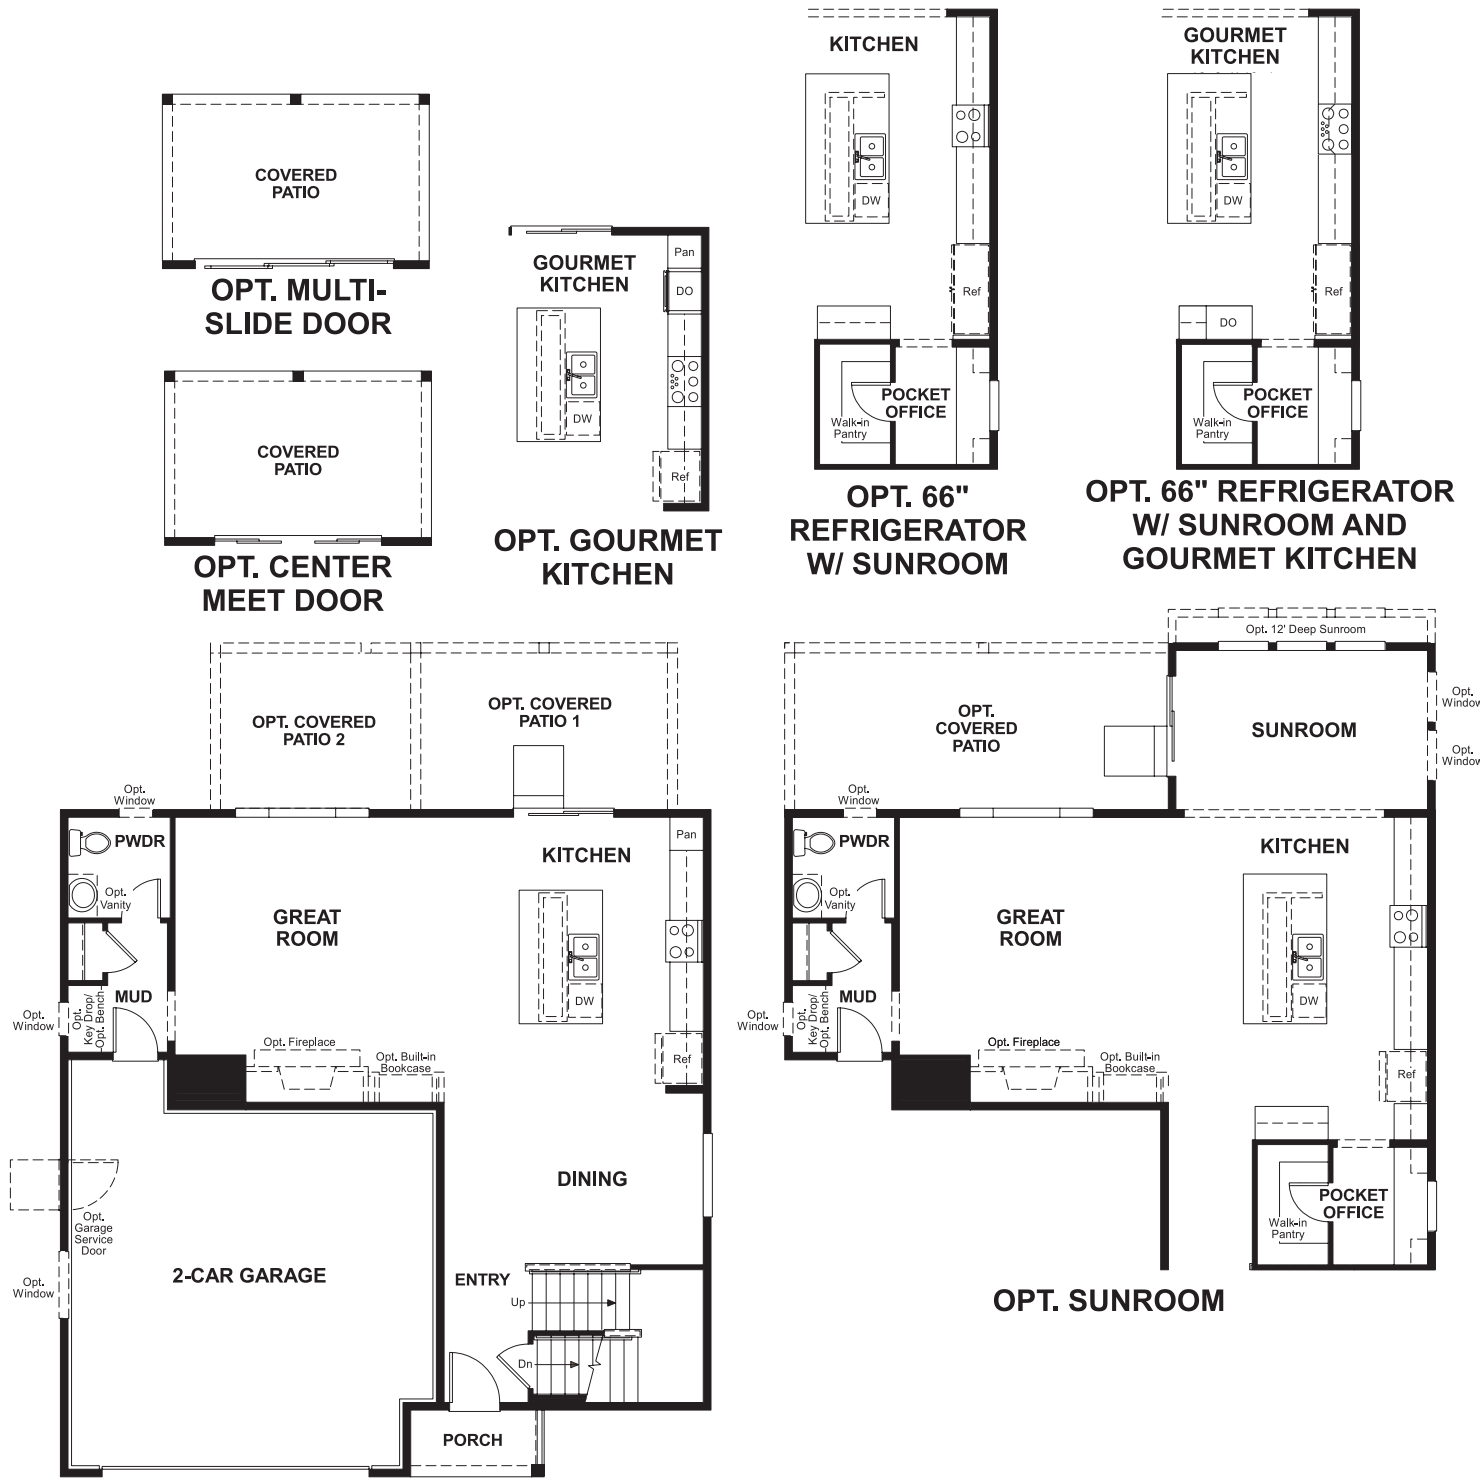 COVERED
PATIO
OPT. MULTI-
SLIDE DOOR
COVERED
PATIO
OPT. CENTER
MEET DOOR
GOURMET
KITCHEN
Pan
DO
DW
Ref
OPT. GOURMET
KITCHEN
KITCHEN
DW
Ref
POCKET
OFFICE
Walk-in
Pantry
OPT. 66"
REFRIGERATOR
W/ SUNROOM
GOURMET
KITCHEN
DW
Ref
DO
POCKET
OFFICE
Walk-in
Pantry
OPT. 66" REFRIGERATOR
W/ SUNROOM AND
GOURMET KITCHEN
OPT. COVERED
PATIO 2
OPT. COVERED
PATIO 1
Opt.
Window
PWDR
Opt.
Vanity
GREAT
ROOM
KITCHEN
Pan
DW
Ref
MUD
Opt.
Key Drop/
Opt. Bench
Opt.
Window
Opt. Fireplace
Opt. Built-in
Bookcase
DINING
Opt.
Garage
Service
Door
Opt.
Window
2-CAR GARAGE
ENTRY
Up
Dn
PORCH
Opt. 12' Deep Sunroom
OPT.
COVERED
PATIO
SUNROOM
Opt.
Window
Opt.
Window
Opt.
Window
PWDR
Opt.
Vanity
GREAT
ROOM
KITCHEN
DW
Ref
MUD
Opt.
Key Drop/
Opt. Bench
Opt.
Window
Opt. Fireplace
Opt. Built-in
Bookcase
POCKET
OFFICE
Walk-in
Pantry
OPT. SUNROOM